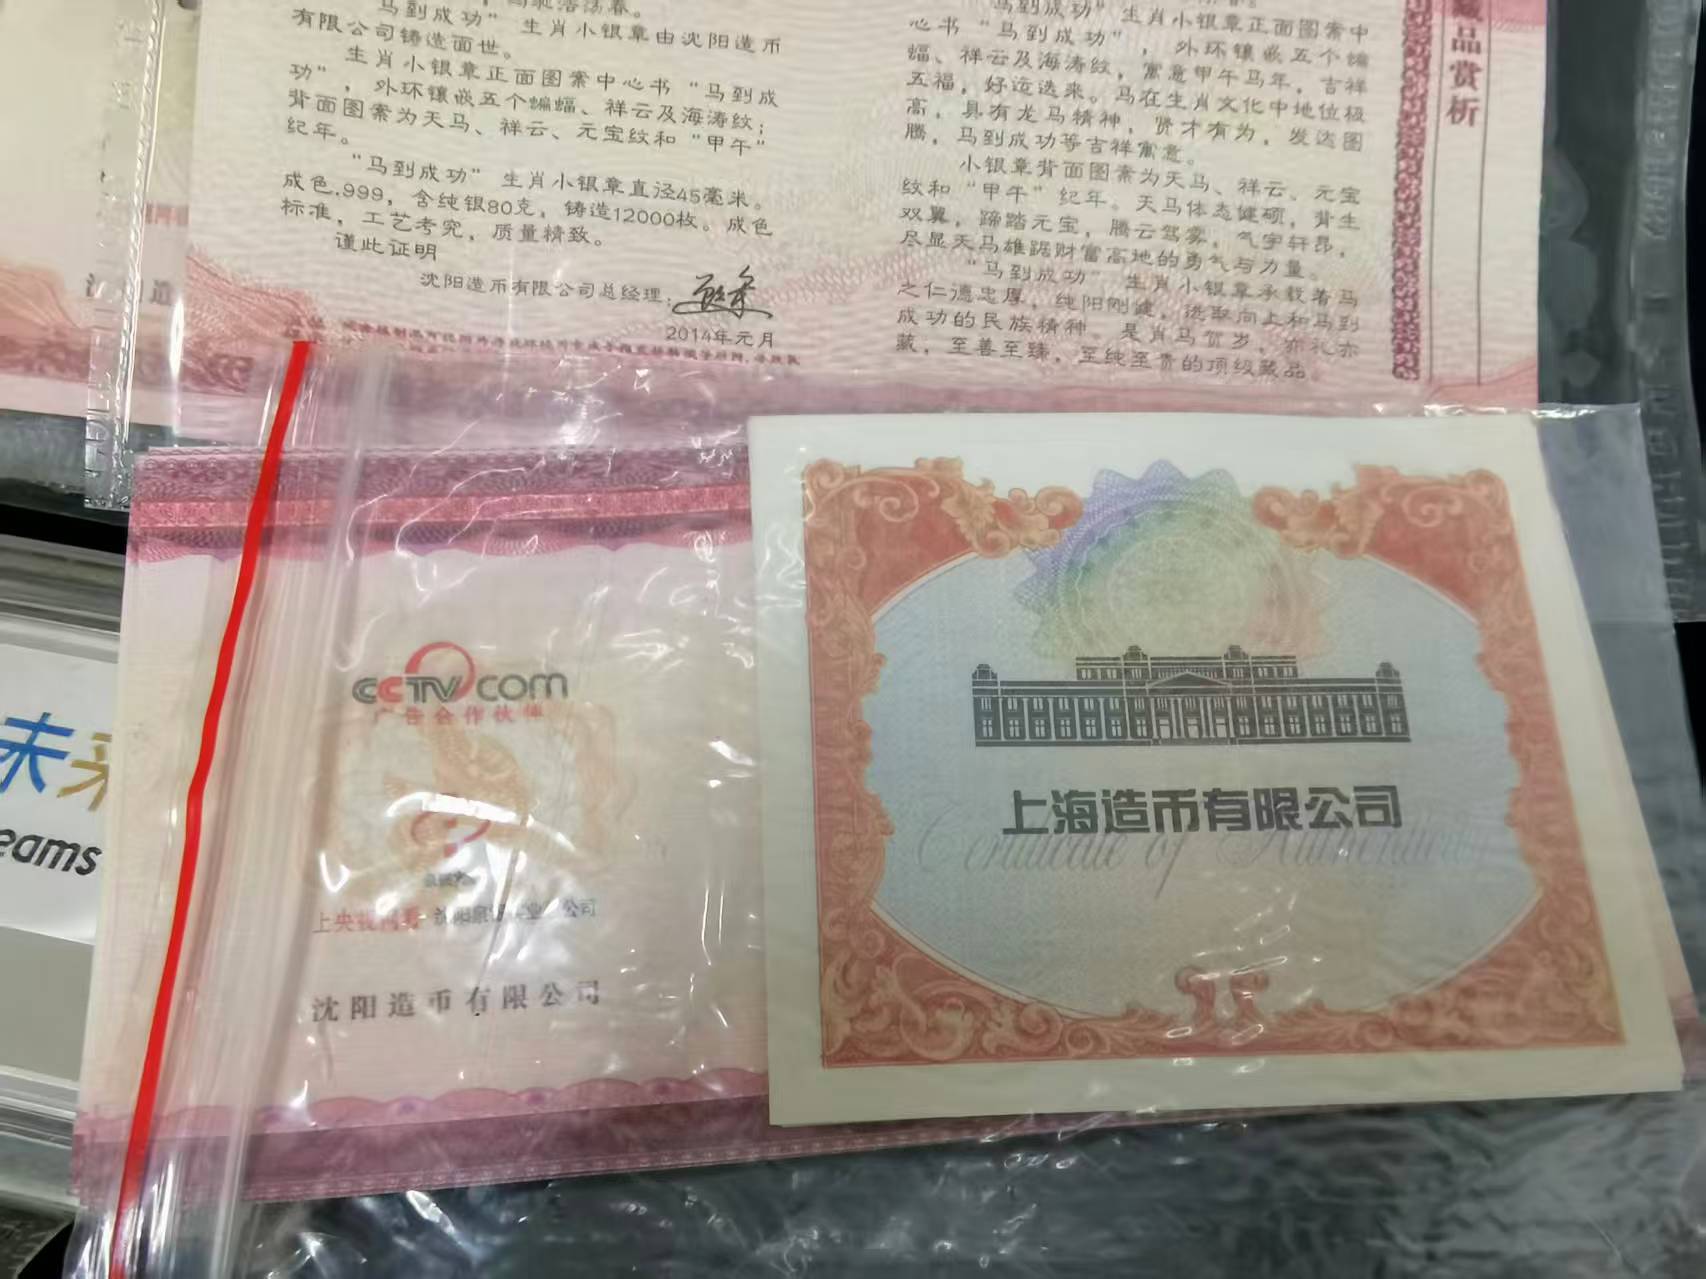 “马到成功”生肖小银章由沈阳造币
有限公司铸造面世。
生肖小银章正面图案中心书“马到成
功”，外环镶嵌五个蝙蝠、祥云及海涛纹；
背面图案为天马、祥云、元宝纹和“甲午”
纪年。
“马到成功”生肖小银章直径45毫米。
成色.999，含纯银80克，铸造12000枚。成色
标准，工艺考究，质量精致。
谨此证明
沈阳造币有限公司总经理：
2014年元月
“马到成功”生肖小银章正面图案中
心书“马到成功”，外环镶嵌五个蝙
蝠、祥云及海涛纹，寓意甲午马年，吉祥
五福，好运迭来。马在生肖文化中地位极
高，具有龙马精神，贤才有为，发达图
腾，马到成功等吉祥寓意。
小银章背面图案为天马、祥云、元宝
纹和“甲午”纪年。天马体态健硕，背生
双翼，蹄踏元宝，腾云驾雾，气宇轩昂，
尽显天马雄踞财富高地的勇气与力量。
“马到成功”生肖小银章承载着马
之仁德忠厚，纯阳刚健，进取向上和马到
成功的民族精神。是肖马贺岁，亦礼亦
藏，至善至臻，至纯至贵的顶级藏品。
藏品赏析
CCTV.com
广告合作伙伴
沈阳造币有限公司
上海造币有限公司
Certificate of Authentication
未来
eams